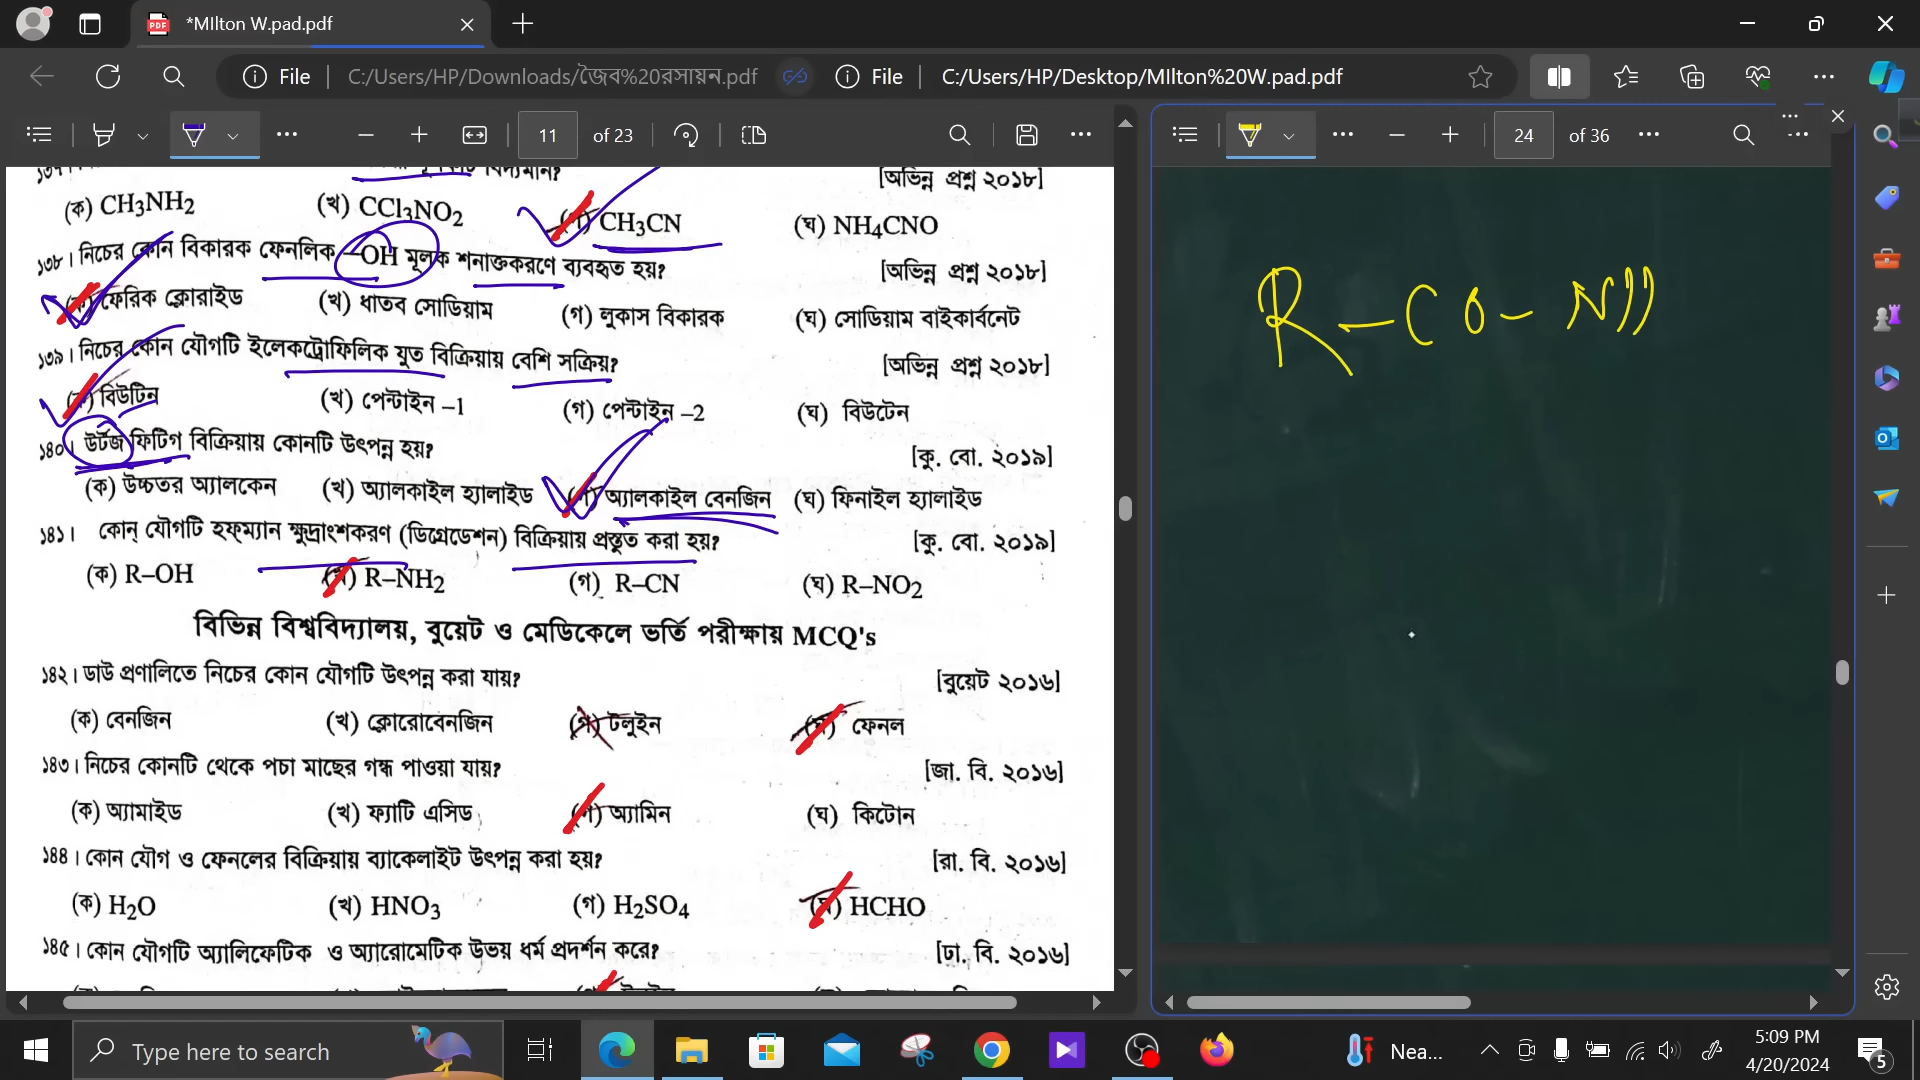 *MIlton W.pad.pdf
File
C:/Users/HP/Downloads/জৈব%20রসায়ন.pdf
File
C:/Users/HP/Desktop/MIlton%20W.pad.pdf
11 of 23
24 of 36
বিদ্যমান? [অভিন্ন প্রশ্ন ২০১৮]
(ক) CH3NH2 (খ) CCl3NO2 (গ) CH3CN (ঘ) NH4CNO
১৩৮। নিচের কোন বিকারক ফেনলিক –OH মূলক শনাক্তকরণে ব্যবহৃত হয়? [অভিন্ন প্রশ্ন ২০১৮]
(ক) ফেরিক ক্লোরাইড (খ) ধাতব সোডিয়াম (গ) লুকাস বিকারক (ঘ) সোডিয়াম বাইকার্বনেট
১৩৯। নিচের কোন যৌগটি ইলেকট্রোফিলিক যুত বিক্রিয়ায় বেশি সক্রিয়? [অভিন্ন প্রশ্ন ২০১৮]
(ক) বিউটিন (খ) পেন্টাইন –1 (গ) পেন্টাইন –2 (ঘ) বিউটেন
১৪০। উর্টজ ফিটিগ বিক্রিয়ায় কোনটি উৎপন্ন হয়? [কু. বো. ২০১৯]
(ক) উচ্চতর অ্যালকেন (খ) অ্যালকাইল হ্যালাইড (গ) অ্যালকাইল বেনজিন (ঘ) ফিনাইল হ্যালাইড
১৪১। কোন্ যৌগটি হফ্ম্যান ক্ষুদ্রাংশকরণ (ডিগ্রেডেশন) বিক্রিয়ায় প্রস্তুত করা হয়? [কু. বো. ২০১৯]
(ক) R–OH (খ) R–NH2 (গ) R–CN (ঘ) R–NO2
বিভিন্ন বিশ্ববিদ্যালয়, বুয়েট ও মেডিকেলে ভর্তি পরীক্ষায় MCQ's
১৪২। ডাউ প্রণালিতে নিচের কোন যৌগটি উৎপন্ন করা যায়? [বুয়েট ২০১৬]
(ক) বেনজিন (খ) ক্লোরোবেনজিন (গ) টলুইন (ঘ) ফেনল
১৪৩। নিচের কোনটি থেকে পচা মাছের গন্ধ পাওয়া যায়? [জা. বি. ২০১৬]
(ক) অ্যামাইড (খ) ফ্যাটি এসিড (গ) অ্যামিন (ঘ) কিটোন
১৪৪। কোন যৌগ ও ফেনলের বিক্রিয়ায় ব্যাকেলাইট উৎপন্ন করা হয়? [রা. বি. ২০১৬]
(ক) H2O (খ) HNO3 (গ) H2SO4 (ঘ) HCHO
১৪৫। কোন যৌগটি অ্যালিফেটিক ও অ্যারোমেটিক উভয় ধর্ম প্রদর্শন করে? [ঢা. বি. ২০১৬]
R – CO – N
Type here to search
Nea...
5:09 PM
4/20/2024
5